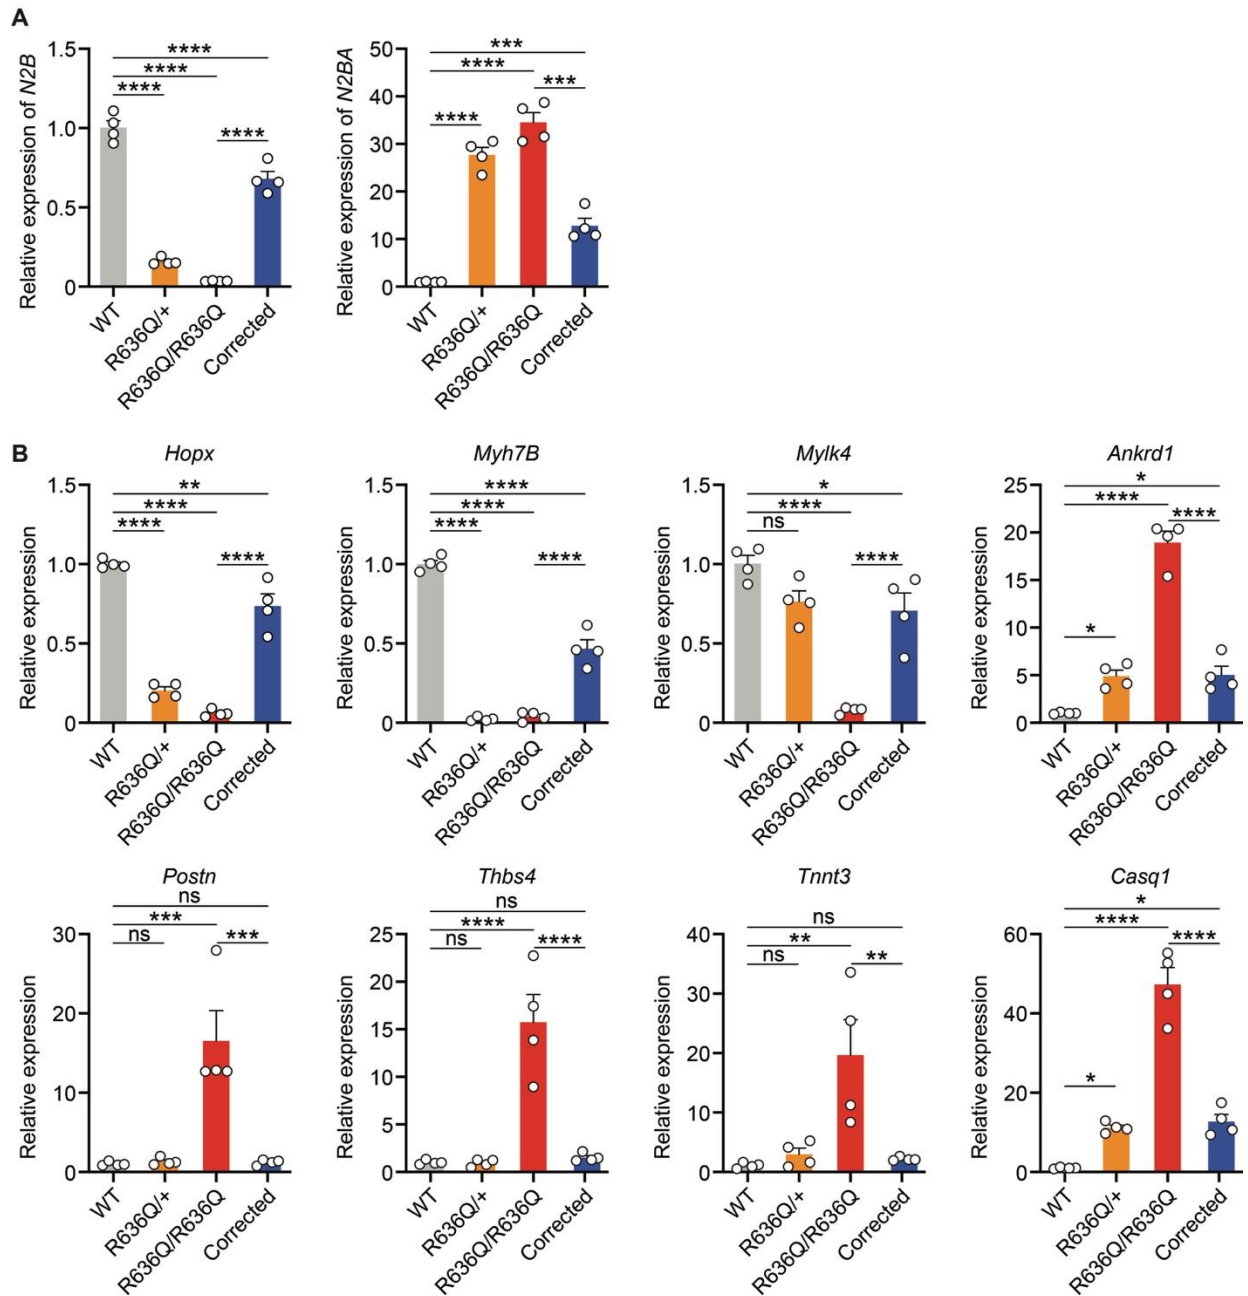 A
Relative expression of N2B
1.5
1.0
0.5
0
****
****
****
****
WT
R636Q/+
R636Q/R636Q
Corrected
Relative expression of N2BA
50
40
30
20
10
0
***
****
***
****
WT
R636Q/+
R636Q/R636Q
Corrected
B
Hopx
Relative expression
1.5
1.0
0.5
0
**
****
****
****
WT
R636Q/+
R636Q/R636Q
Corrected
Myh7B
Relative expression
1.5
1.0
0.5
0
****
****
****
****
WT
R636Q/+
R636Q/R636Q
Corrected
Mylk4
Relative expression
1.5
1.0
0.5
0
*
****
ns
****
WT
R636Q/+
R636Q/R636Q
Corrected
Ankrd1
Relative expression
25
20
15
10
5
0
*
****
****
*
WT
R636Q/+
R636Q/R636Q
Corrected
Postn
Relative expression
30
20
10
0
ns
***
ns
***
WT
R636Q/+
R636Q/R636Q
Corrected
Thbs4
Relative expression
25
20
15
10
5
0
ns
****
ns
****
WT
R636Q/+
R636Q/R636Q
Corrected
Tnnt3
Relative expression
40
30
20
10
0
ns
**
ns
**
WT
R636Q/+
R636Q/R636Q
Corrected
Casq1
Relative expression
60
40
20
0
*
****
****
*
WT
R636Q/+
R636Q/R636Q
Corrected